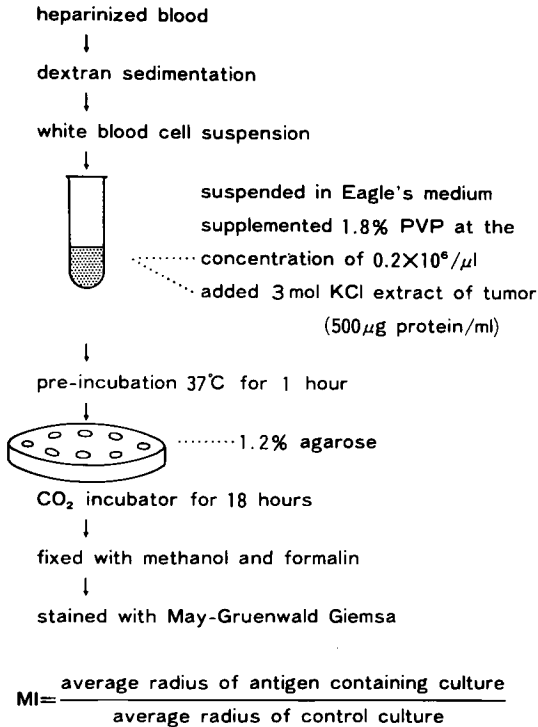 heparinized blood
dextran sedimentation
white blood cell suspension
suspended in Eagle's medium
supplemented 1.8% PVP at the
concentration of 0.2×10⁶/μl
added 3 mol KCl extract of tumor
(500μg protein/ml)
pre-incubation 37℃ for 1 hour
1.2% agarose
CO₂ incubator for 18 hours
fixed with methanol and formalin
stained with May-Gruenwald Giemsa
average radius of antigen containing culture
MI=
average radius of control culture